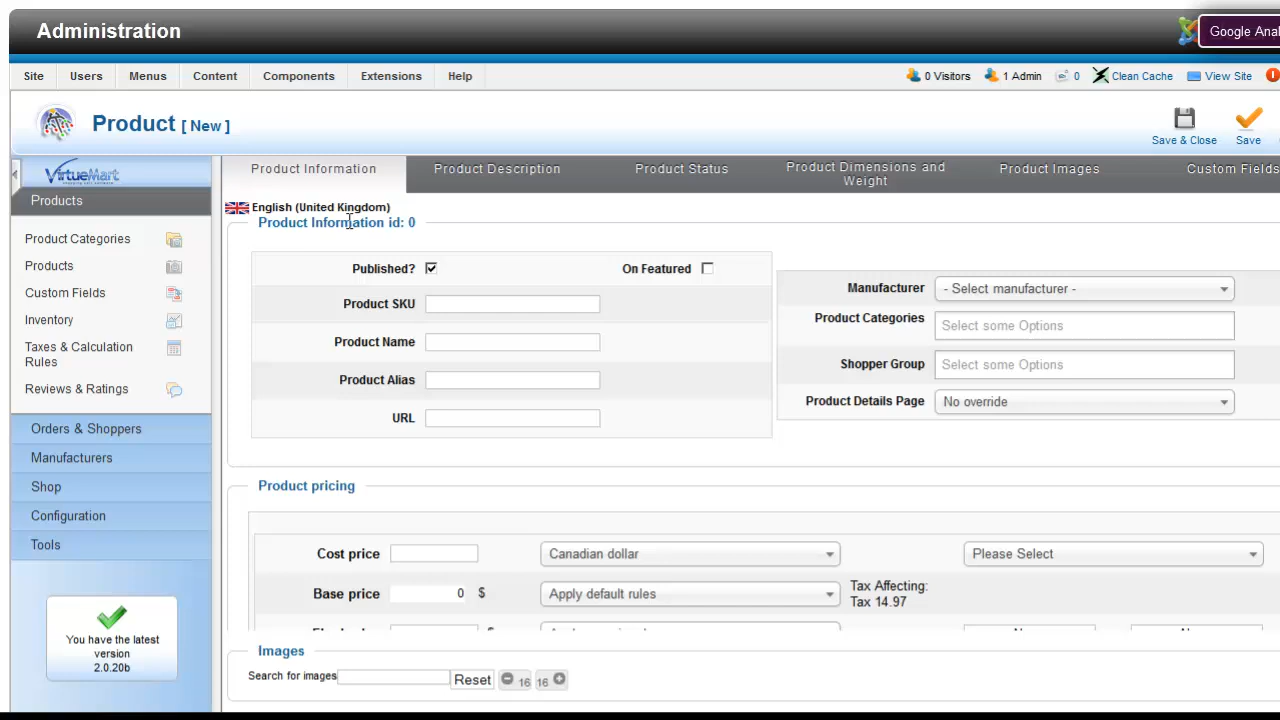 Administration
Google Anal
Site
Users
Menus
Content
Components
Extensions
Help
0 Visitors
1 Admin
0
Clean Cache
View Site
Product [ New ]
Save & Close
Save
VirtueMart
Products
Product Categories
Products
Custom Fields
Inventory
Taxes & Calculation
Rules
Reviews & Ratings
Orders & Shoppers
Manufacturers
Shop
Configuration
Tools
You have the latest
version
2.0.20b
Product Information
Product Description
Product Status
Product Dimensions and
Weight
Product Images
Custom Fields
English (United Kingdom)
Product Information id: 0
Published?
On Featured
Product SKU
Product Name
Product Alias
URL
Manufacturer
- Select manufacturer -
Product Categories
Select some Options
Shopper Group
Select some Options
Product Details Page
No override
Product pricing
Cost price
Canadian dollar
Please Select
Base price
0 $
Apply default rules
Tax Affecting:
Tax 14.97
Images
Search for images
Reset
16
16